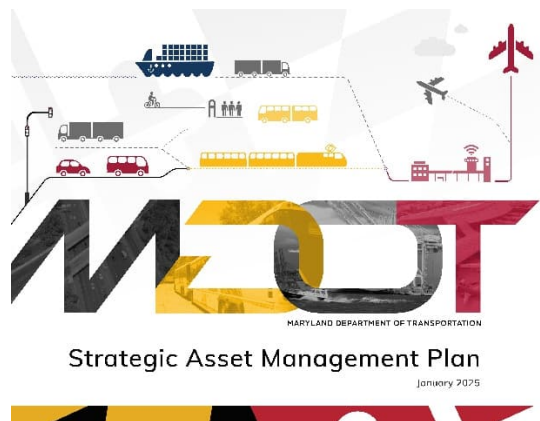 MDOT
MARYLAND DEPARTMENT OF TRANSPORTATION
Strategic Asset Management Plan
January 2025